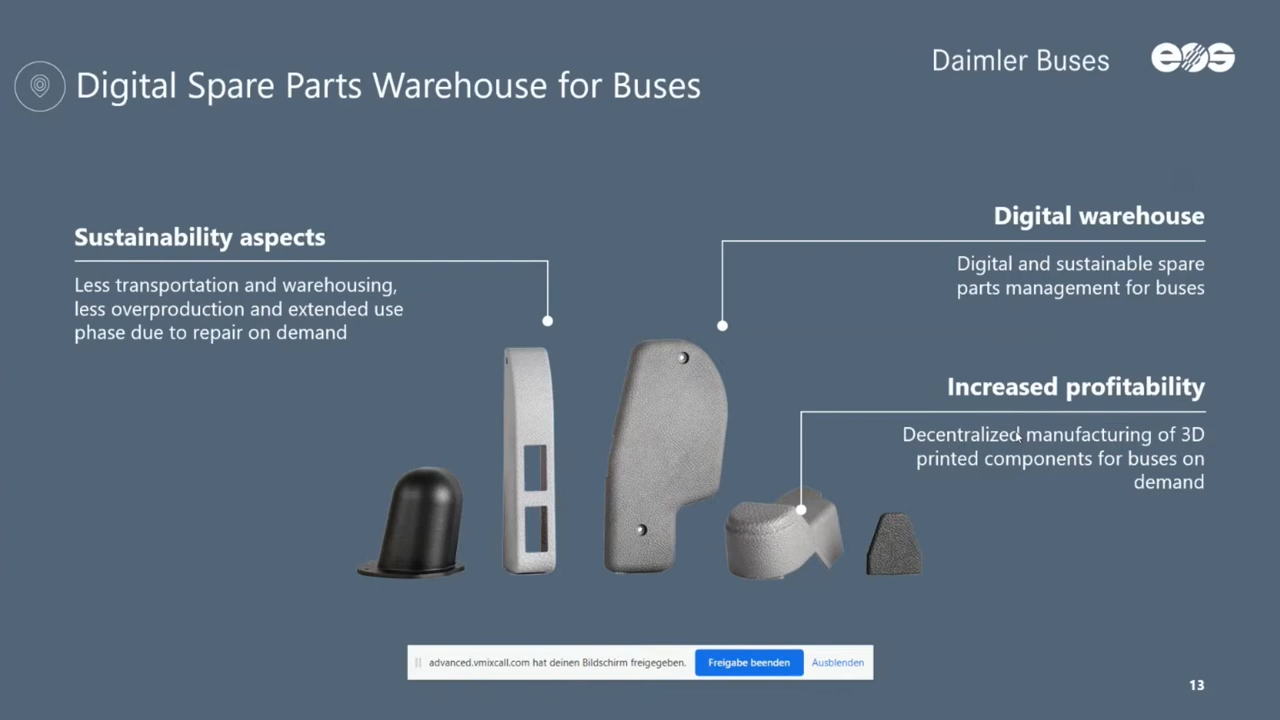 Daimler Buses
eos
Digital Spare Parts Warehouse for Buses
Sustainability aspects
Less transportation and warehousing,
less overproduction and extended use
phase due to repair on demand
Digital warehouse
Digital and sustainable spare
parts management for buses
Increased profitability
Decentralized manufacturing of 3D
printed components for buses on
demand
advanced.vmixcall.com hat deinen Bildschirm freigegeben.
Freigabe beenden
Ausblenden
13